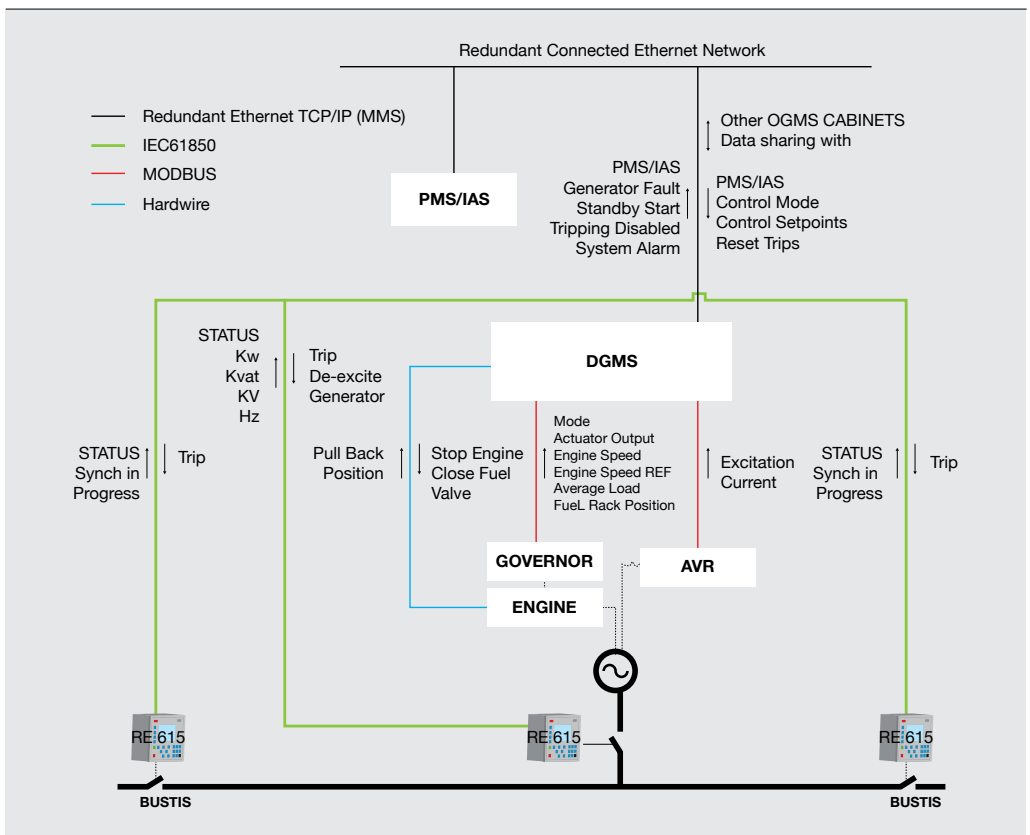 Redundant Connected Ethernet Network
Redundant Ethernet TCP/IP (MMS)
IEC61850
MODBUS
Hardwire
PMS/IAS
Other OGMS CABINETS
Data sharing with
PMS/IAS
Generator Fault
Standby Start
Tripping Disabled
System Alarm
PMS/IAS
Control Mode
Control Setpoints
Reset Trips
STATUS
Kw
Kvat
KV
Hz
Trip
De-excite
Generator
DGMS
STATUS
Synch in
Progress
Trip
Pull Back
Position
Stop Engine
Close Fuel
Valve
Mode
Actuator Output
Engine Speed
Engine Speed REF
Average Load
FueL Rack Position
Excitation
Current
STATUS
Synch in
Progress
Trip
GOVERNOR
ENGINE
AVR
RE 615
RE 615
RE 615
BUSTIS
BUSTIS